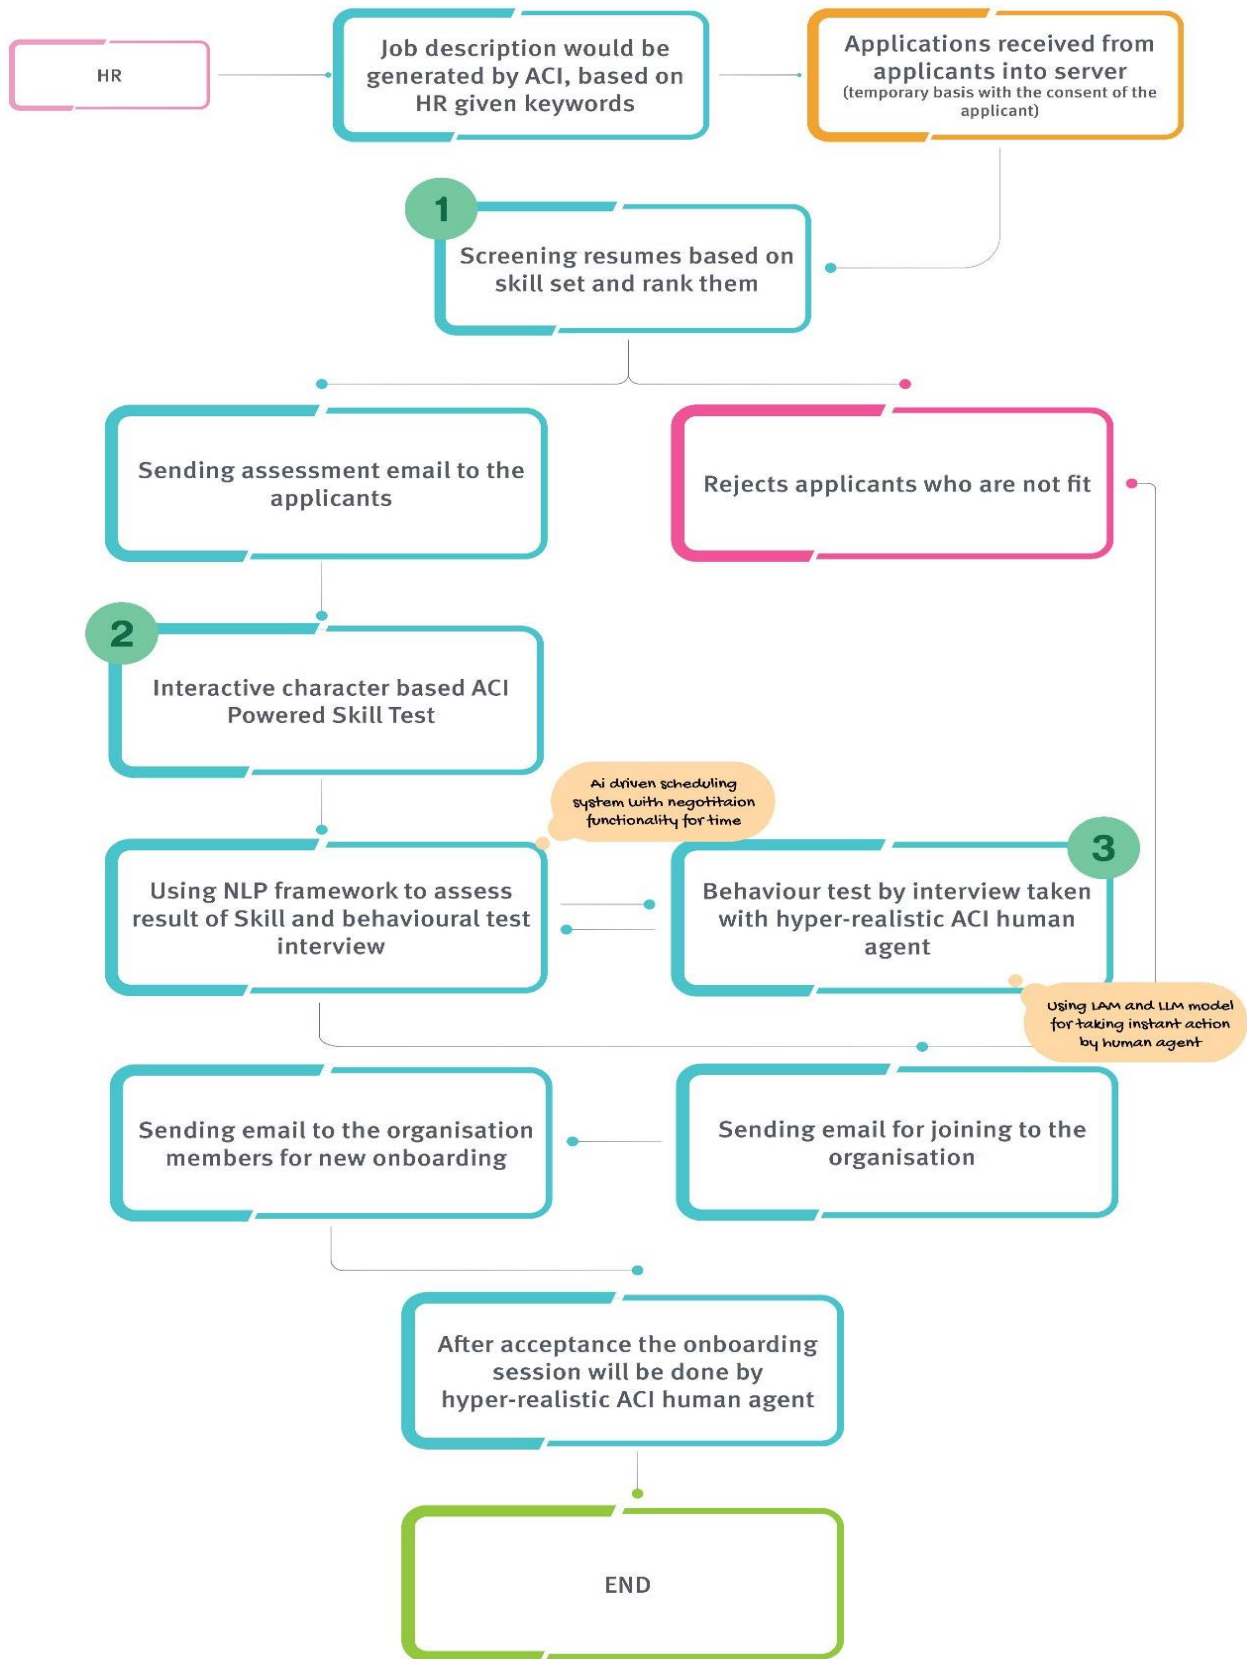 HR
Job description would be
generated by ACI, based on
HR given keywords
Applications received from
applicants into server
(temporary basis with the consent of the
applicant)
1
Screening resumes based on
skill set and rank them
Sending assessment email to the
applicants
Rejects applicants who are not fit
2
Interactive character based ACI
Powered Skill Test
Ai driven scheduling
system with negotitaion
functionality for time
Using NLP framework to assess
result of Skill and behavioural test
interview
3
Behaviour test by interview taken
with hyper-realistic ACI human
agent
Using LAM and LLM model
for taking instant action
by human agent
Sending email to the organisation
members for new onboarding
Sending email for joining to the
organisation
After acceptance the onboarding
session will be done by
hyper-realistic ACI human agent
END